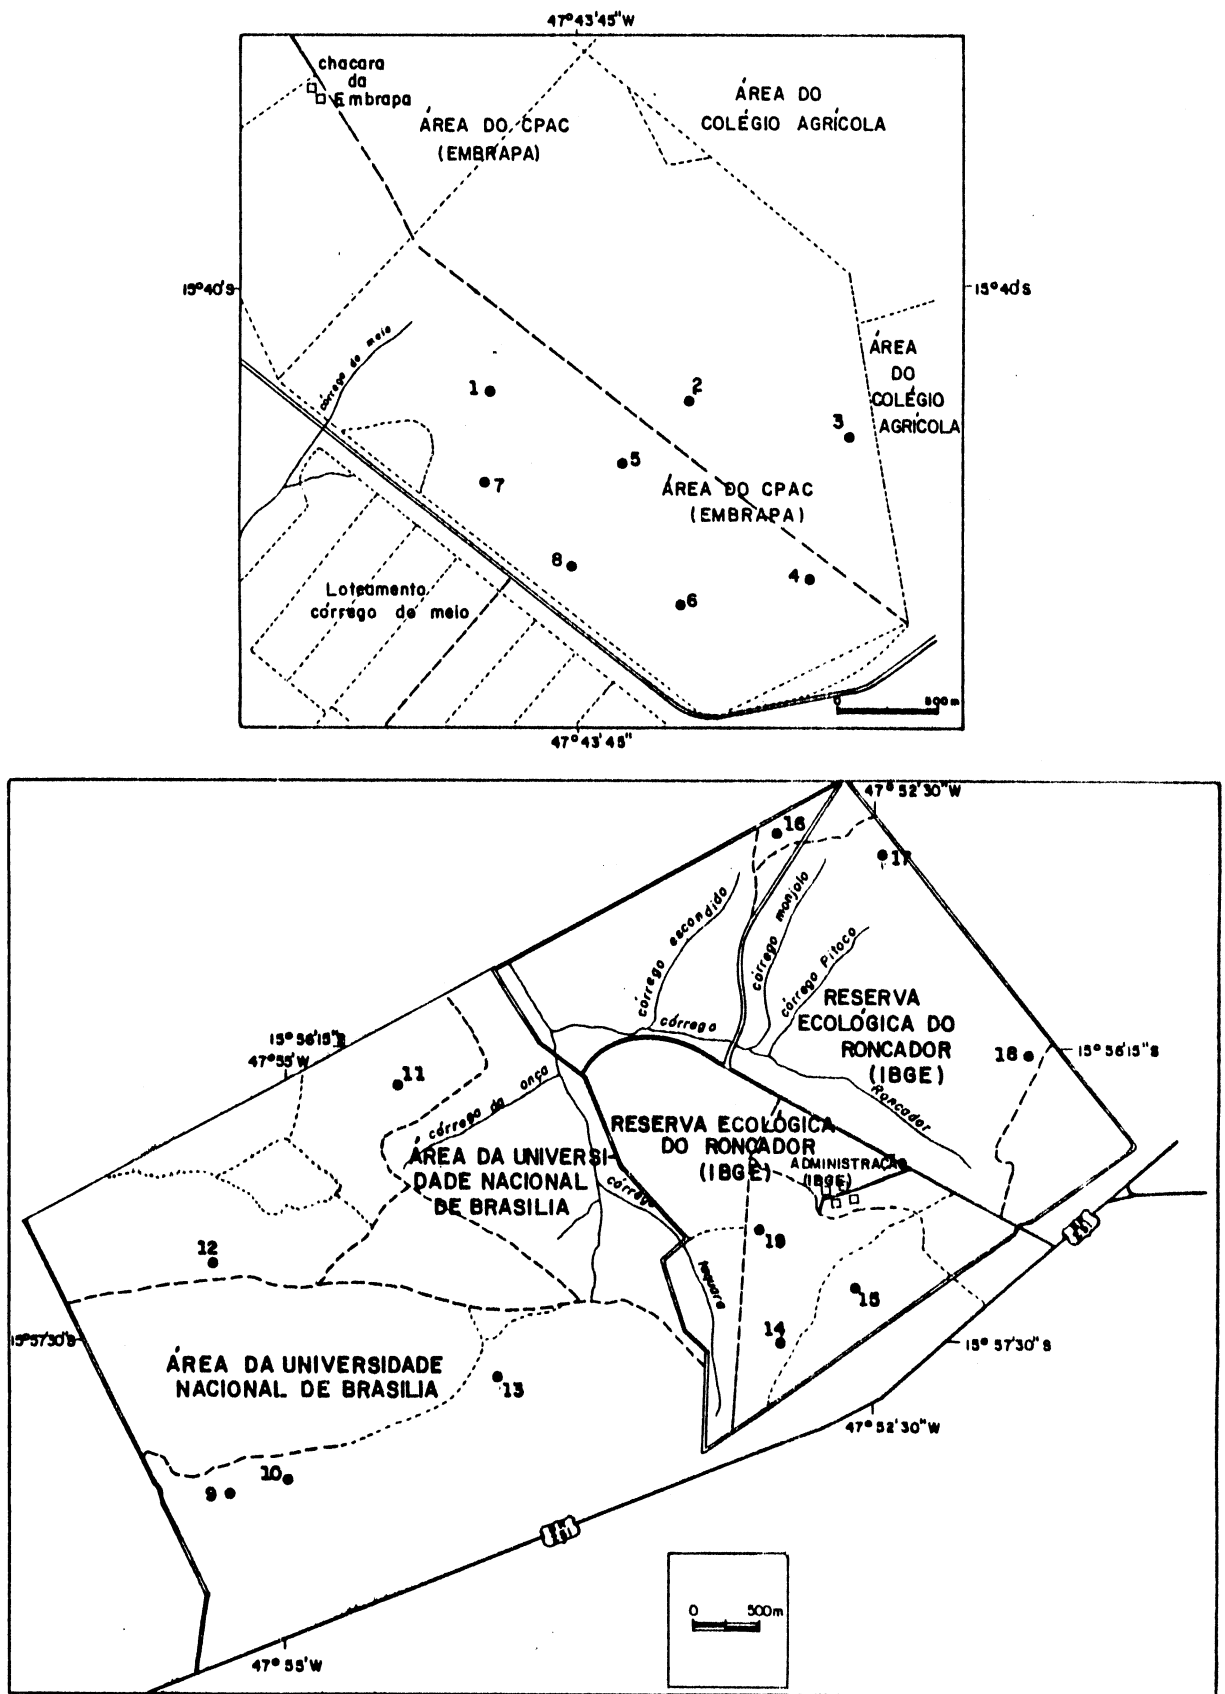 47°43'45"W
chacara
da
Embrapa
ÁREA DO CPAC
(EMBRAPA)
ÁREA DO
COLÉGIO AGRÍCOLA
15°40'S
15°40'S
córrego do meio
ÁREA
DO
COLÉGIO
AGRÍCOLA
1
2
3
5
7
ÁREA DO CPAC
(EMBRAPA)
8
4
6
Loteamento
córrego do meio
0 500m
47°43'45"
47°52'30"W
16
17
córrego escondido
córrego monjolo
córrego Pitoco
córrego
RESERVA
ECOLÓGICA DO
RONCADOR
(IBGE)
18
15°56'15"S
15°56'15"S
47°55'W
11
córrego da onça
Roncador
RESERVA ECOLÓGICA
DO RONCADOR
(IBGE)
ADMINISTRAÇÃO
(IBGE)
ÁREA DA UNIVERSI-
DADE NACIONAL
DE BRASILIA
córrego
taquara
12
19
15
14
15°57'30"S
15°57'30"S
ÁREA DA UNIVERSIDADE
NACIONAL DE BRASILIA
13
47°52'30"W
10
9
0 500m
47°55'W